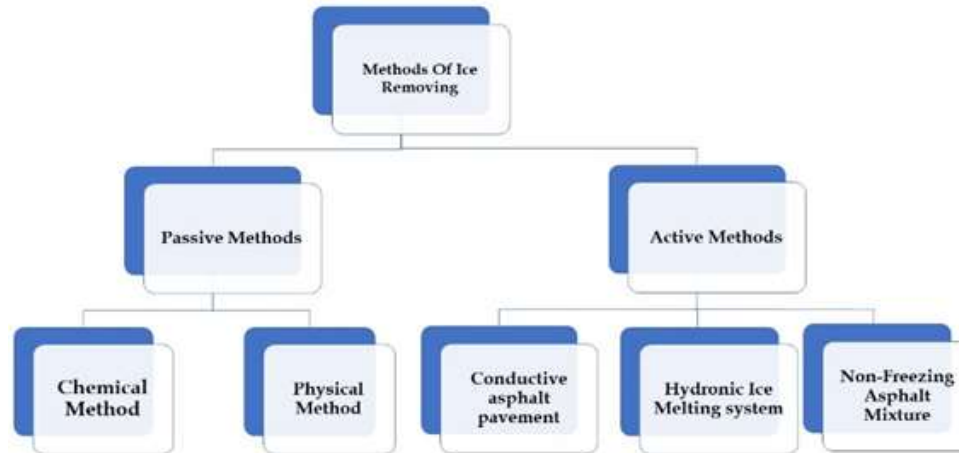 Methods Of Ice
Removing
Passive Methods
Active Methods
Chemical
Method
Physical
Method
Conductive
asphalt
pavement
Hydronic Ice
Melting system
Non-Freezing
Asphalt
Mixture